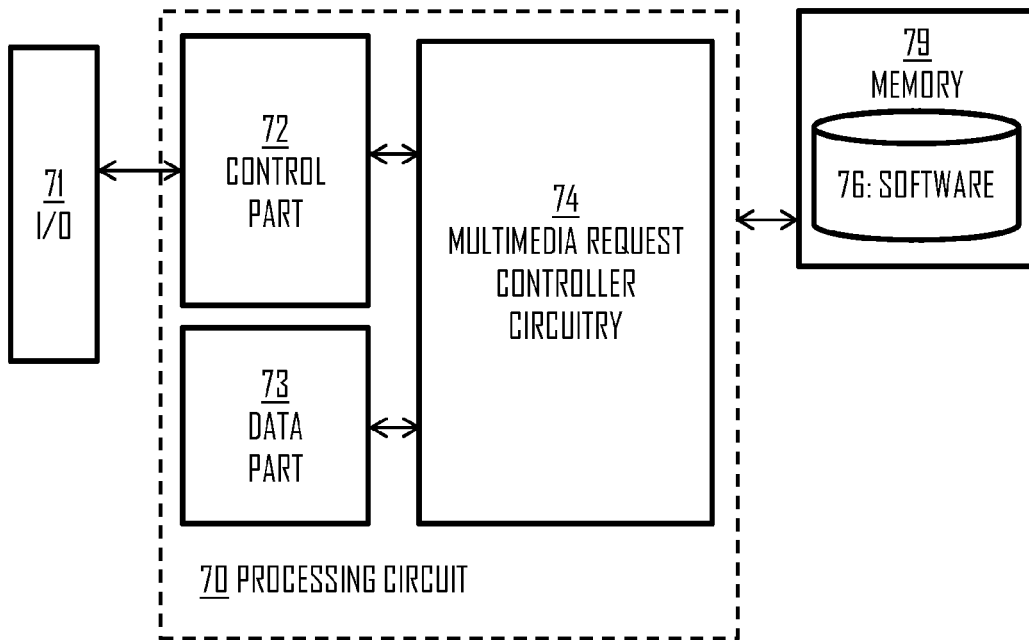 71
I/O
72
CONTROL
PART
73
DATA
PART
74
MULTIMEDIA REQUEST
CONTROLLER
CIRCUITRY
70 PROCESSING CIRCUIT
79
MEMORY
76: SOFTWARE